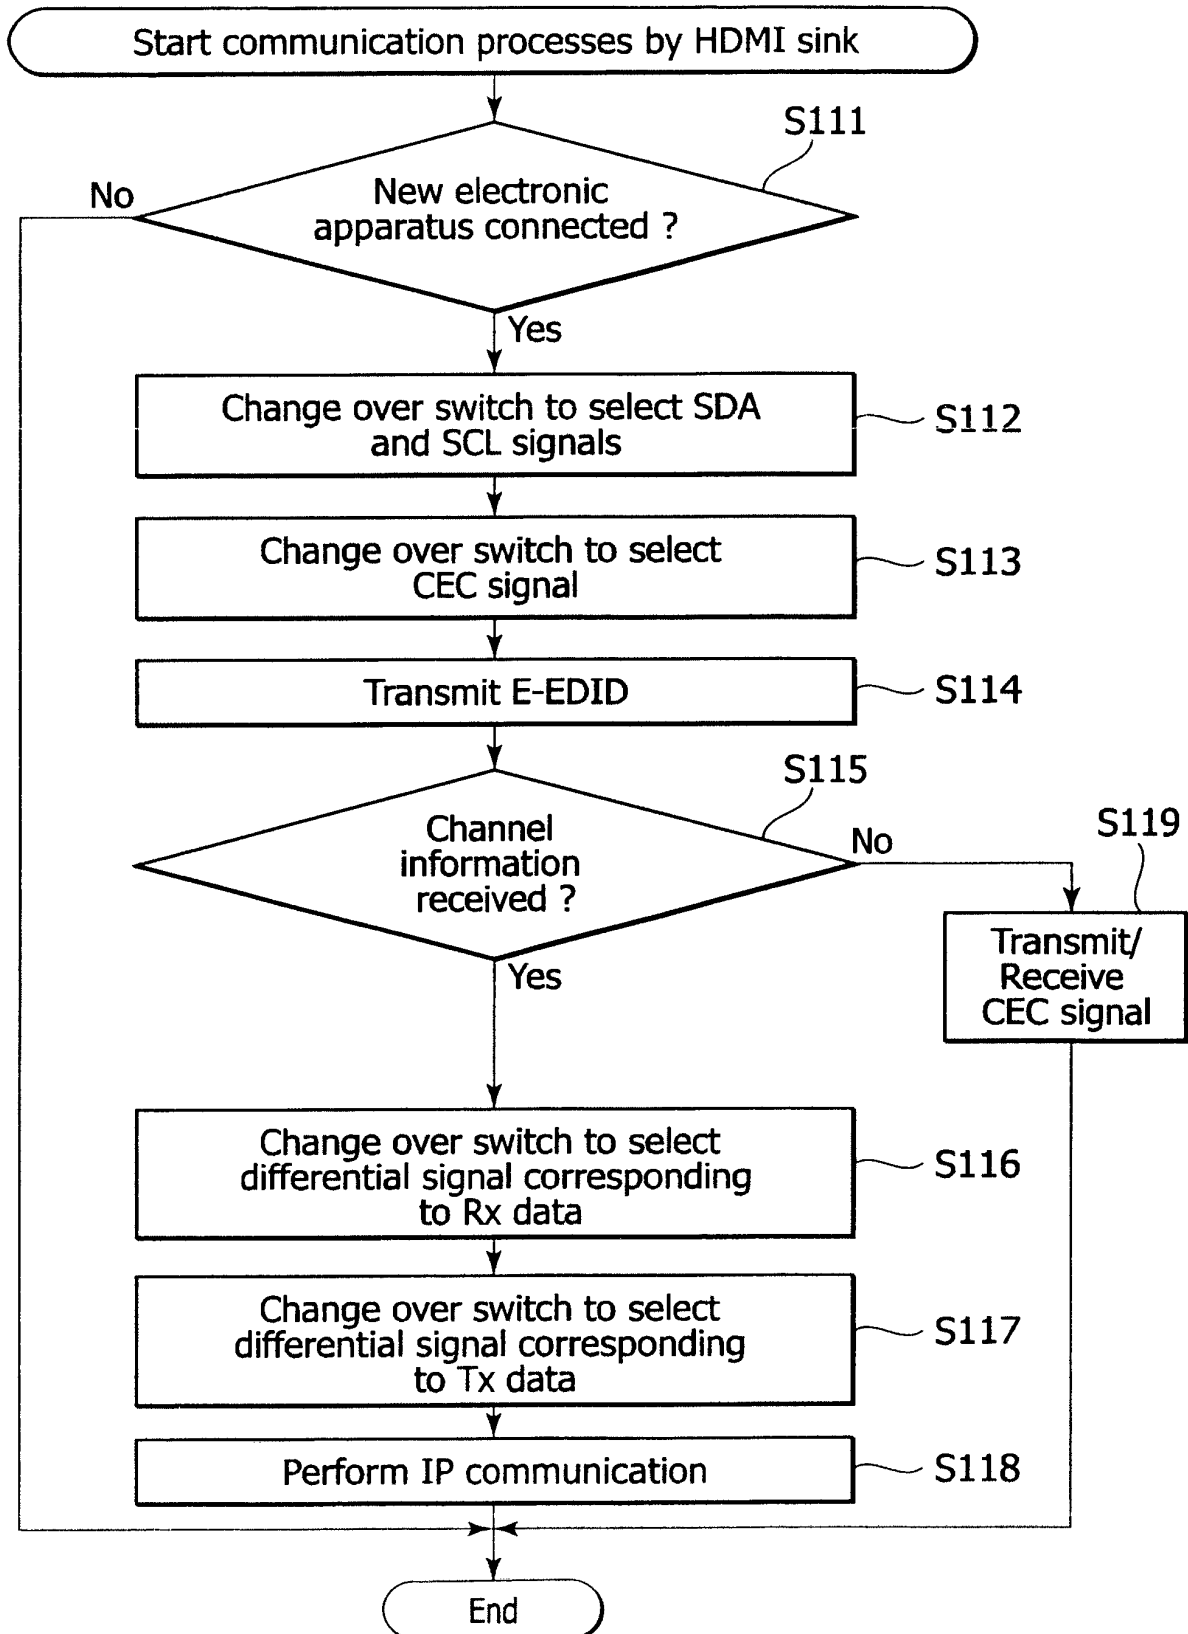 Start communication processes by HDMI sink
S111
No
New electronic
apparatus connected ?
Yes
Change over switch to select SDA
and SCL signals
S112
Change over switch to select
CEC signal
S113
Transmit E-EDID
S114
S115
Channel
information
received ?
No
S119
Yes
Transmit/
Receive
CEC signal
Change over switch to select
differential signal corresponding
to Rx data
S116
Change over switch to select
differential signal corresponding
to Tx data
S117
Perform IP communication
S118
End